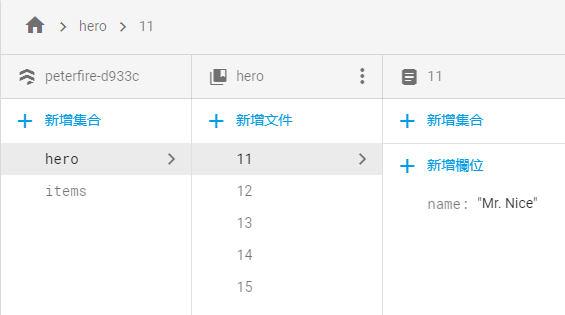 hero > 11
peterfire-d933c
hero
11
+ 新增集合
+ 新增文件
+ 新增集合
hero >
items
11 >
12
13
14
15
+ 新增欄位
name: "Mr. Nice"